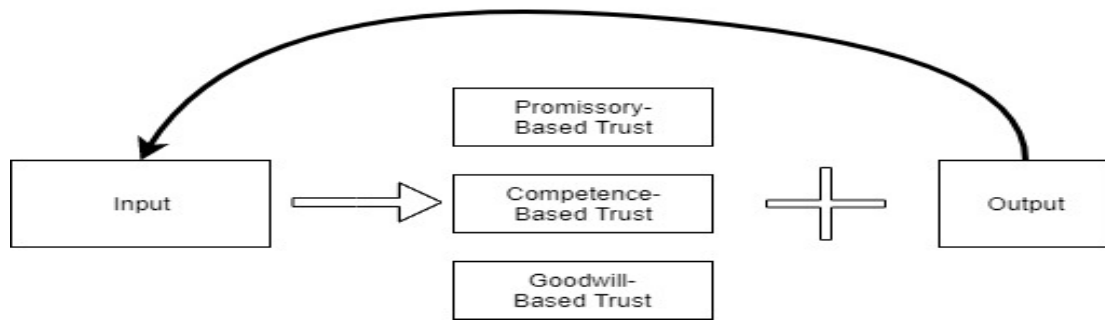 Promissory-
Based Trust
Input
Competence-
Based Trust
Output
Goodwill-
Based Trust